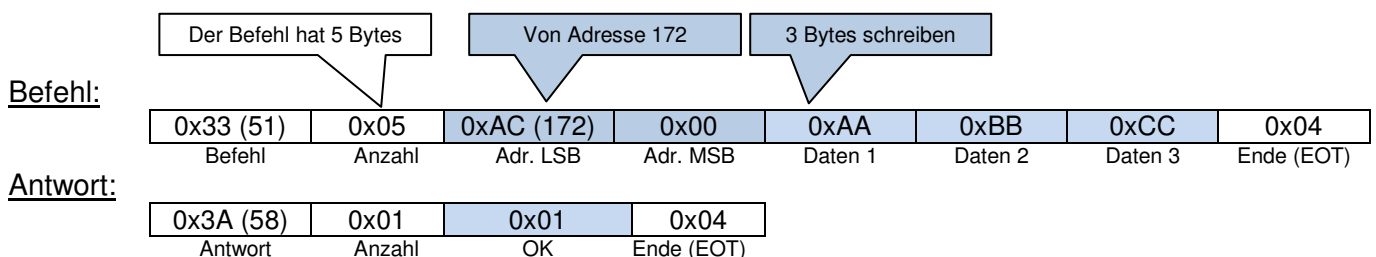 Der Befehl hat 5 Bytes Von Adresse 172 3 Bytes schreiben
Befehl:
0x33 (51) 0x05 0xAC (172) 0x00 0xAA 0xBB 0xCC 0x04
Befehl Anzahl Adr. LSB Adr. MSB Daten 1 Daten 2 Daten 3 Ende (EOT)
Antwort:
0x3A (58) 0x01 0x01 0x04
Antwort Anzahl OK Ende (EOT)